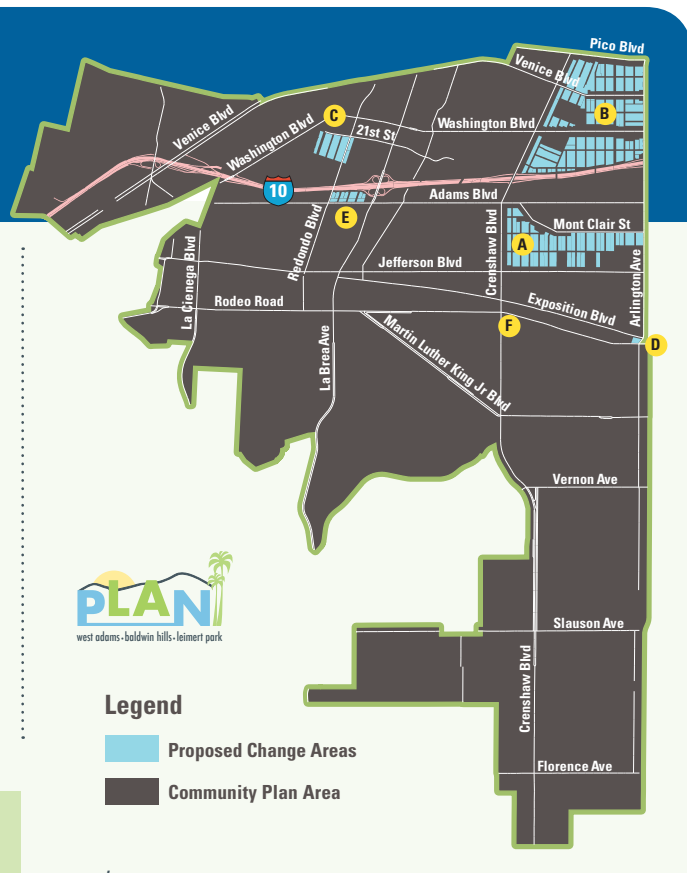 Pico Blvd
Venice Blvd
B
C
Venice Blvd
Washington Blvd
21st St
Washington Blvd
10
Adams Blvd
E
Redondo Blvd
Crenshaw Blvd
A
Mont Clair St
Arlington Ave
La Cienega Blvd
Jefferson Blvd
Rodeo Road
Exposition Blvd
F
D
La Brea Ave
Martin Luther King Jr Blvd
Vernon Ave
PLAN
west adams • baldwin hills • leimert park
Slauson Ave
Crenshaw Blvd
Florence Ave
Legend
Proposed Change Areas
Community Plan Area